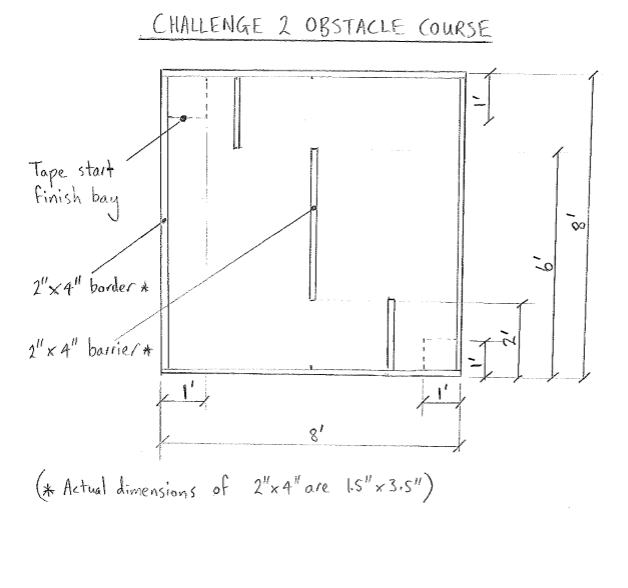 CHALLENGE 2 OBSTACLE COURSE
1'
Tape start
finish bay
8'
6'
2"x4" border *
2'
2"x4" barrier *
1'
1'
1'
8'
(* Actual dimensions of 2"x4" are 1.5"x3.5")